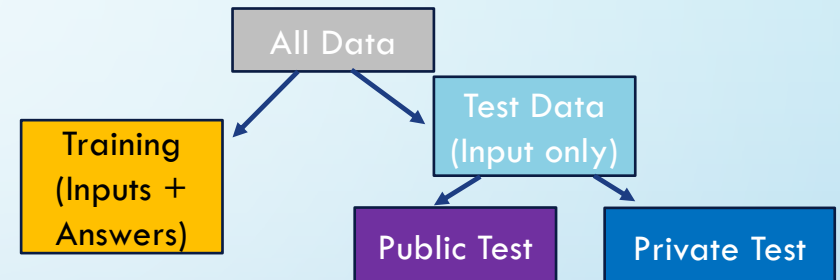 All Data
Test Data
(Input only)
Training
(Inputs +
Answers)
Public Test
Private Test